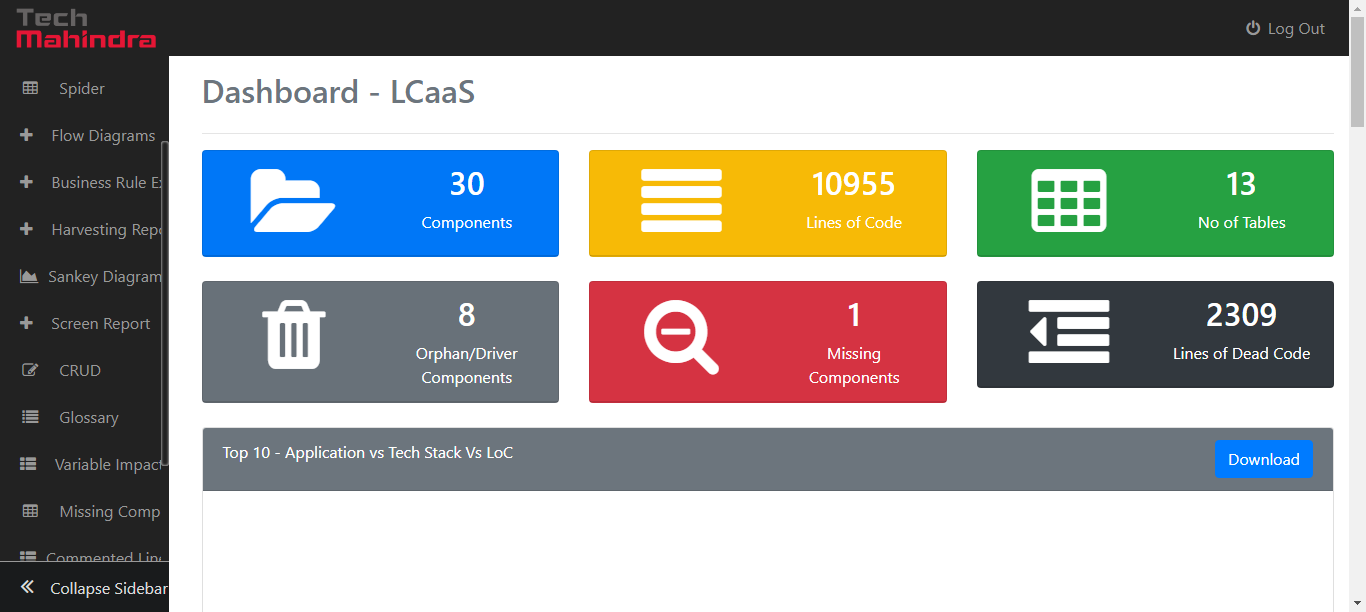 Tech
Mahindra
Log Out
Spider
Flow Diagrams
Business Rule Ex
Harvesting Repo
Sankey Diagram
Screen Report
CRUD
Glossary
Variable Impact
Missing Comp
Commented Line
Collapse Sidebar
Dashboard - LCaaS
30
Components
10955
Lines of Code
13
No of Tables
8
Orphan/Driver
Components
1
Missing
Components
2309
Lines of Dead Code
Top 10 - Application vs Tech Stack Vs LoC
Download